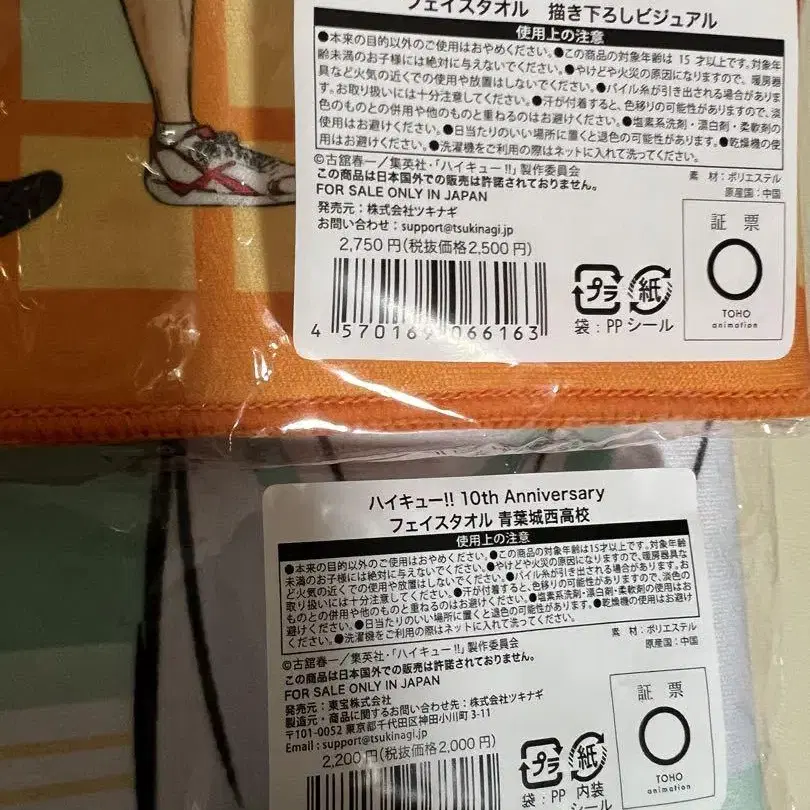 フェイスタオル 描き下ろしビジュアル
使用上の注意
●本来の目的以外のご使用はおやめください。●この商品の対象年齢は 15 才以上です。対象年
齢未満のお子様には絶対に与えないでください。●やけどや火災の原因になりますので、暖房器
具など火気の近くでの使用や放置はしないでください。●パイル糸が引き出される場合がありま
す。お取り扱いには十分注意してください。●汗が付着すると、色移りの可能性がありますので、淡
色のものとの併用や他のものと重ねるのはお避けください。●塩素系洗剤・漂白剤・柔軟剤の
使用はお避けください。●日当たりのいい場所に置くと退色の可能性があります。●乾燥機の使
用はお避けください。●洗濯機をご利用の際はネットに入れて洗ってください。
©古舘春一／集英社・「ハイキュー!!」製作委員会
素 材：ポリエステル
この商品は日本国外での販売は許諾されておりません。
原産国：中国
FOR SALE ONLY IN JAPAN
発売元：株式会社ツキナギ
お問い合わせ：support@tsukinagi.jp
2,750 円（税抜価格 2,500 円）
4 570169 066163
プラ
紙
袋：PP シール
証 票
TOHO
animation
ハイキュー!! 10th Anniversary
フェイスタオル 青葉城西高校
使用上の注意
●本来の目的以外のご使用はおやめください。●この商品の対象年齢は15才以上です。対象年齢
未満のお子様には絶対に与えないでください。●やけどや火災の原因になりますので、暖房器具な
ど火気の近くでの使用や放置はしないでください。●パイル糸が引き出される場合があります。お
取り扱いには十分注意してください。●汗が付着すると、色移りの可能性がありますので、淡色の
ものとの併用や他のものと重ねるのはお避けください。●塩素系洗剤・漂白剤・柔軟剤の使用はお
避けください。●日当たりのいい場所に置くと退色の可能性があります。●乾燥機の使用はお避け
ください。●洗濯機をご利用の際はネットに入れて洗ってください。
©古舘春一／集英社・「ハイキュー!!」製作委員会
素 材：ポリエステル
この商品は日本国外での販売は許諾されておりません。
原産国：中国
FOR SALE ONLY IN JAPAN
発売元：東宝株式会社
製造元・商品に関するお問い合わせ先：株式会社ツキナギ
〒101-0052 東京都千代田区神田小川町 3-11
Email : support@tsukinagi.jp
2,200 円（税抜価格 2,000 円）
プラ
紙
袋：PP 内装
シール
証 票
TOHO
animation